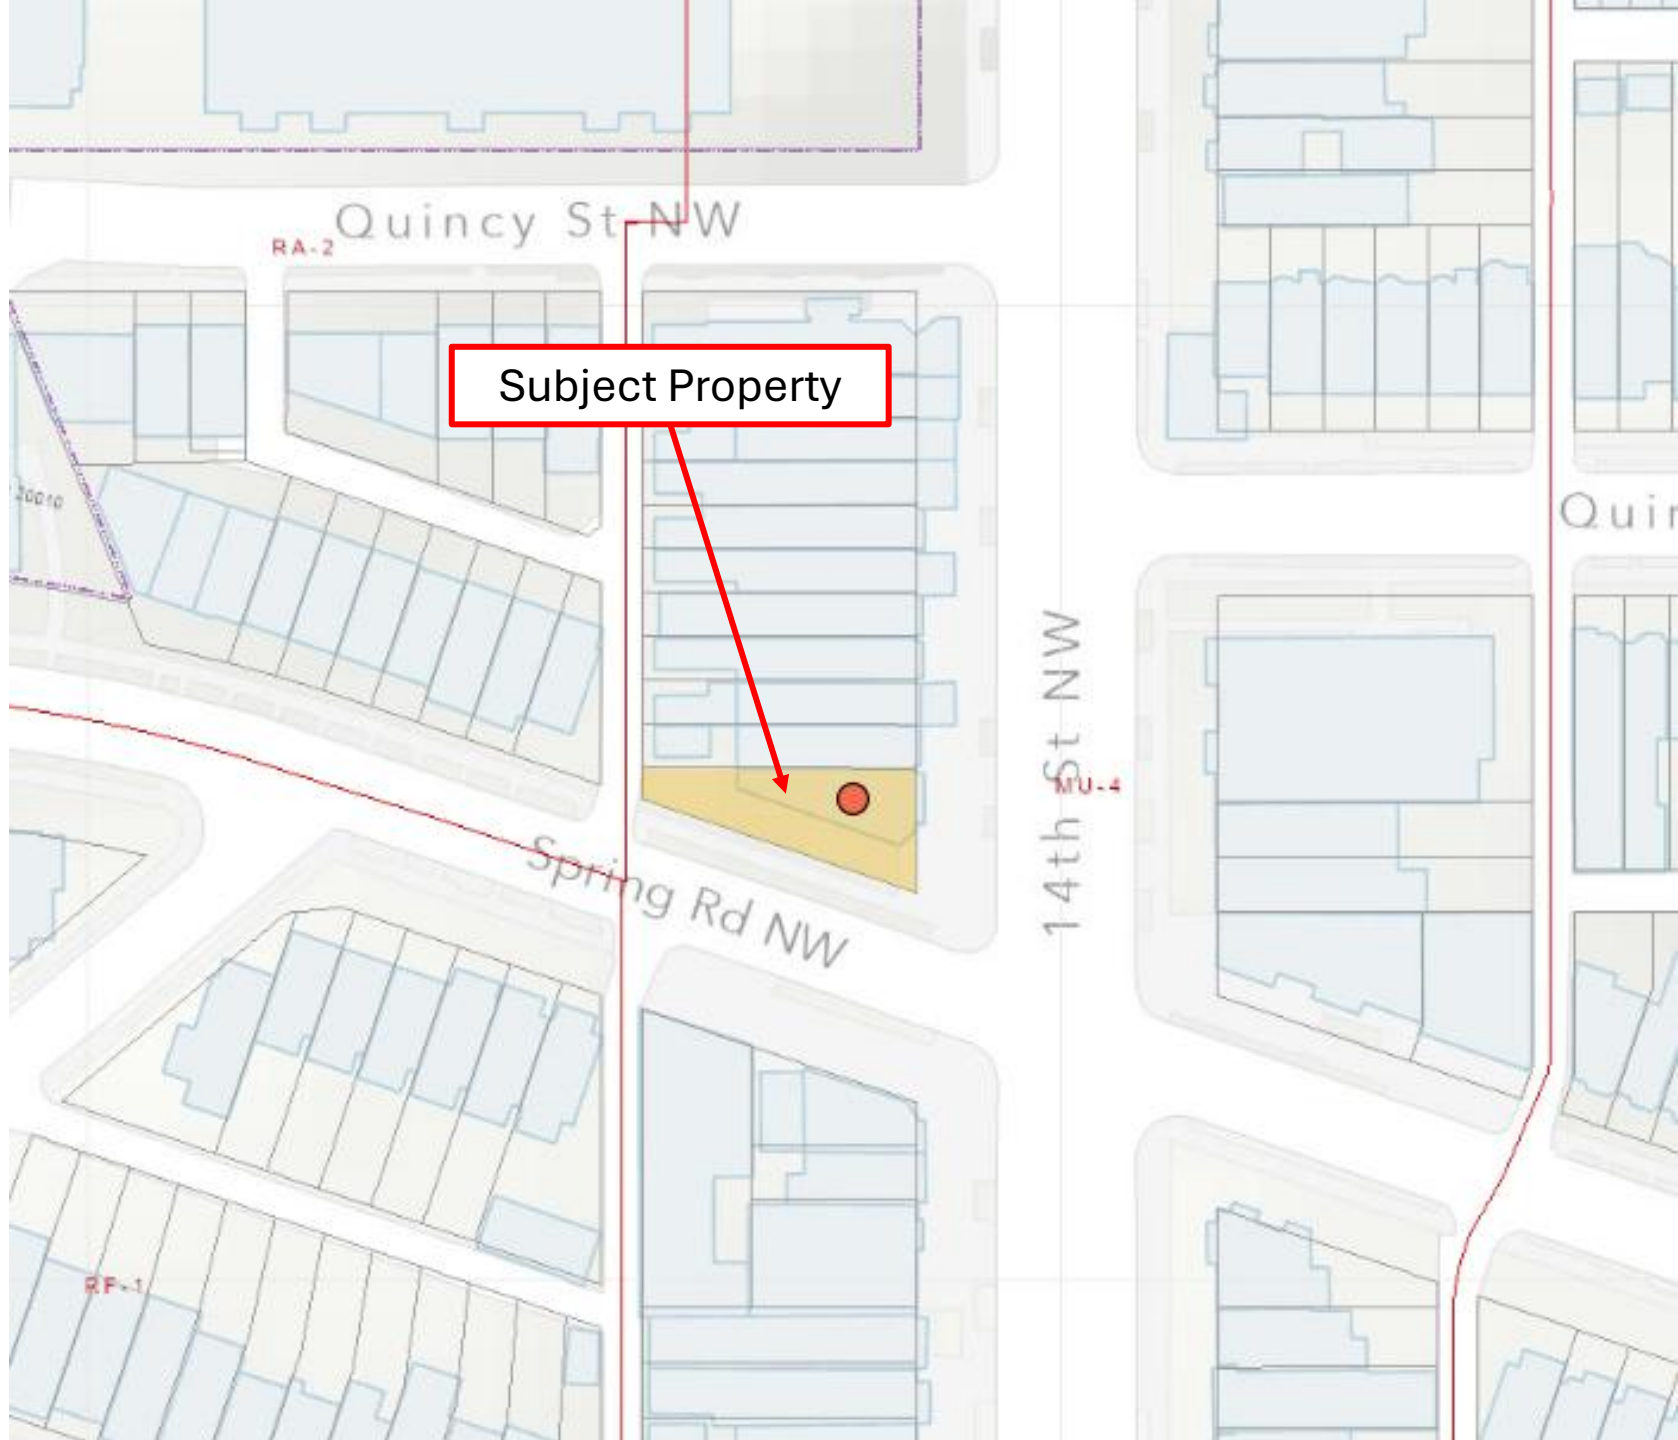 Quincy St NW
RA-2
Subject Property
20010
Quin
14th St NW
MU-4
Spring Rd NW
RF-1